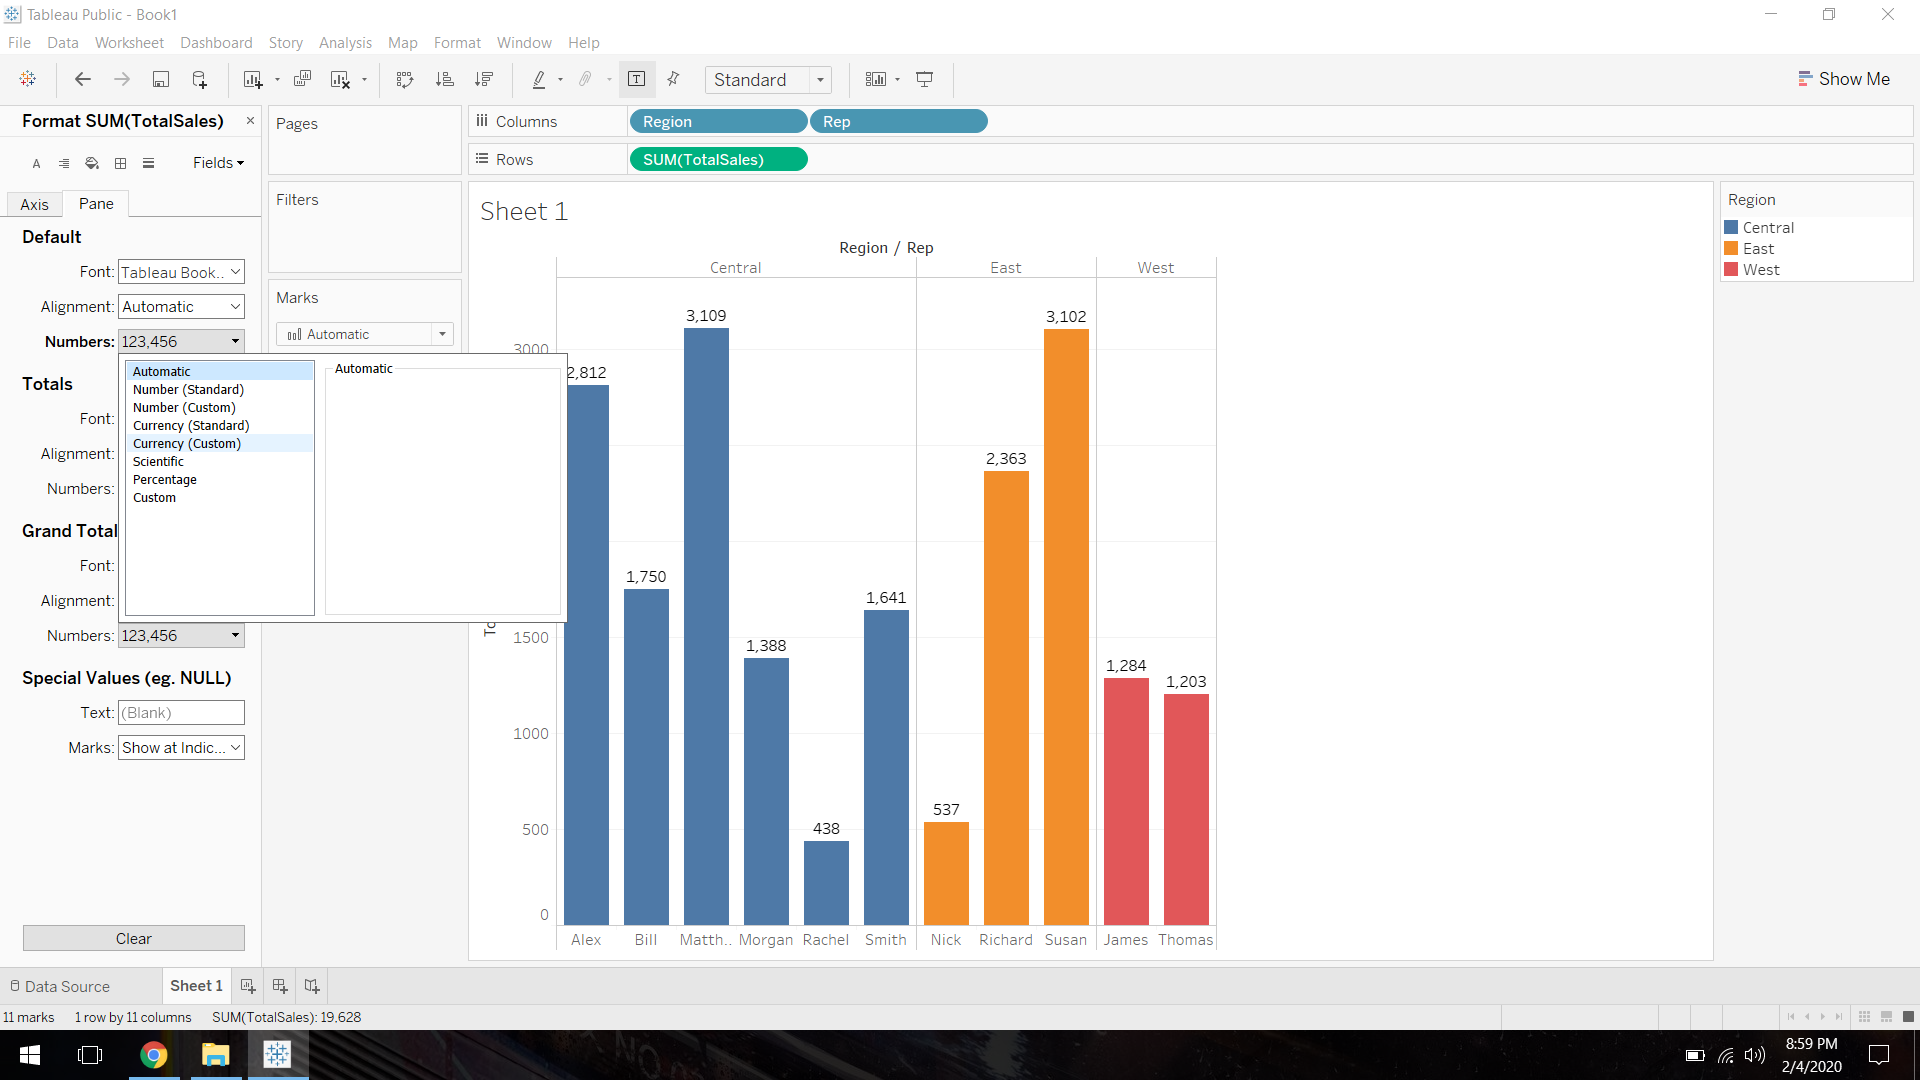 Tableau Public - Book1
File Data Worksheet Dashboard Story Analysis Map Format Window Help
Standard
Show Me
Format SUM(TotalSales)
Fields
Axis Pane
Default
Font: Tableau Book..
Alignment: Automatic
Numbers: 123,456
Automatic
Number (Standard)
Number (Custom)
Currency (Standard)
Currency (Custom)
Scientific
Percentage
Custom
Automatic
Totals
Font:
Alignment:
Numbers:
Grand Total
Font:
Alignment:
Numbers: 123,456
Special Values (eg. NULL)
Text: (Blank)
Marks: Show at Indic...
Clear
Pages
Filters
Marks
Automatic
Columns Region Rep
Rows SUM(TotalSales)
Sheet 1
Region / Rep
Central East West
3000
1500
1000
500
0
2,812
1,750
3,109
1,388
438
1,641
537
2,363
3,102
1,284
1,203
Alex Bill Matth.. Morgan Rachel Smith Nick Richard Susan James Thomas
Region
Central
East
West
Data Source Sheet 1
11 marks 1 row by 11 columns SUM(TotalSales): 19,628
8:59 PM
2/4/2020